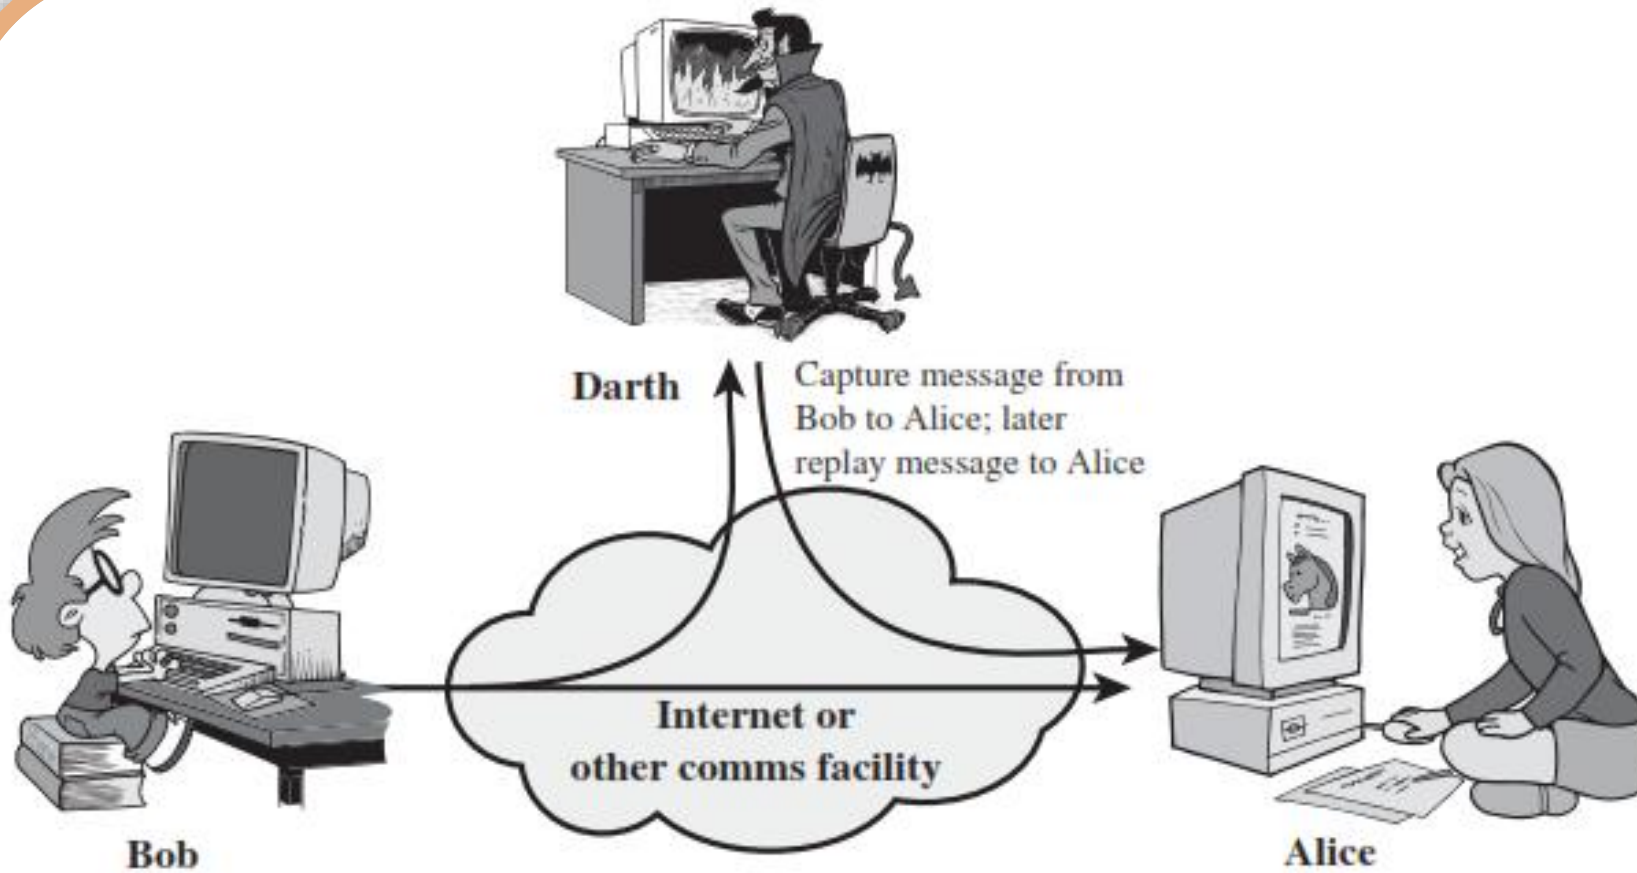 Darth
Capture message from
Bob to Alice; later
replay message to Alice
Internet or
other comms facility
Bob
Alice